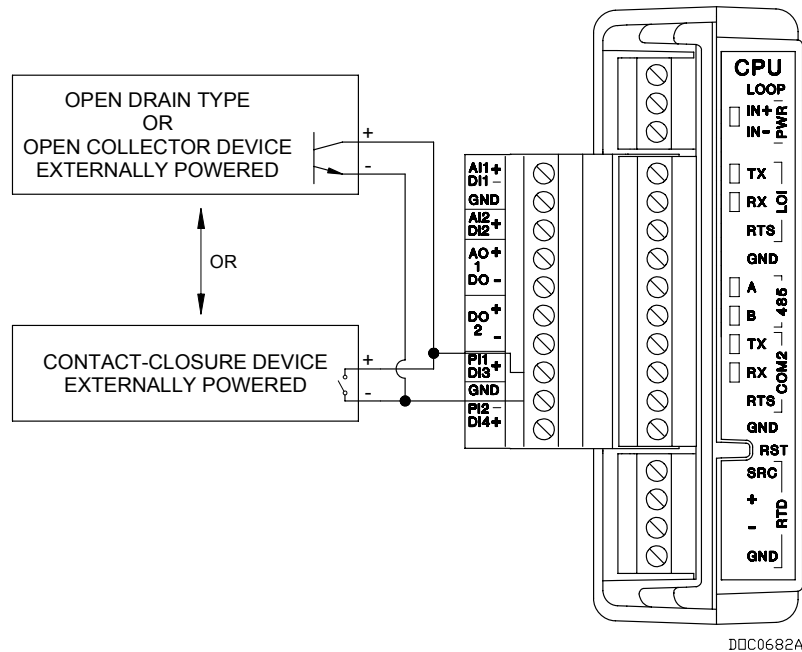 OPEN DRAIN TYPE
OR
OPEN COLLECTOR DEVICE
EXTERNALLY POWERED
+
-
OR
CONTACT-CLOSURE DEVICE
EXTERNALLY POWERED
+
-
AI1
DI1
+
-
GND
AI2
DI2
+
AO +
1
DO -
DO +
2
-
PI1
DI3
+
GND
PI2 -
DI4+
CPU
LOOP
IN+
IN-
PWR
TX
RX
RTS
LOI
GND
A
B
485
TX
RX
RTS
COM2
GND
RST
SRC
+
-
RTD
GND
DOC0682A